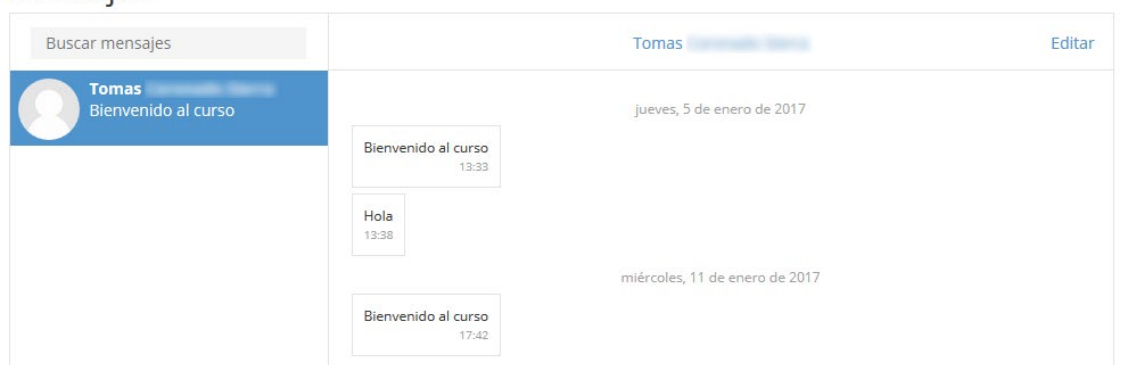 Buscar mensajes
Tomas
Editar
Tomas
Bienvenido al curso
jueves, 5 de enero de 2017
Bienvenido al curso
13:33
Hola
13:38
miércoles, 11 de enero de 2017
Bienvenido al curso
17:42